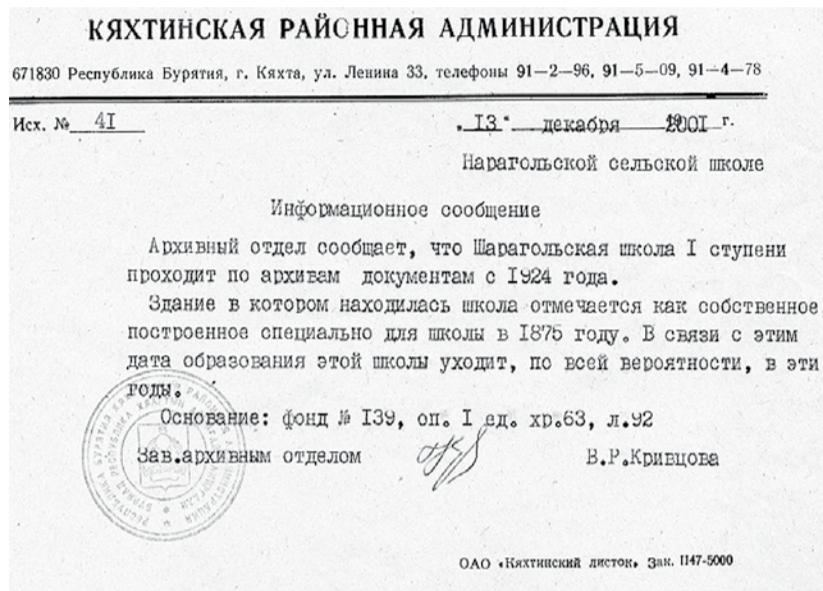 КЯХТИНСКАЯ РАЙОННАЯ АДМИНИСТРАЦИЯ
671830 Республика Бурятия, г. Кяхта, ул. Ленина 33, телефоны 91—2—96, 91—5—09, 91—4—78
Исх. № 41 "13" декабря 2001 г.
Нарагольской сельской школе
Информационное сообщение
Архивный отдел сообщает, что Шарагольская школа I ступени
проходит по архивам документам с 1924 года.
Здание в котором находилась школа отмечается как собственное,
построенное специально для школы в 1875 году. В связи с этим
дата образования этой школы уходит, по всей вероятности, в эти
годы.
Основание: фонд № 139, оп. I ед. хр.63, л.92
Зав.архивным отделом В.Р.Кривцова
ОАО «Кяхтинский листок» Зак. 1147-5000